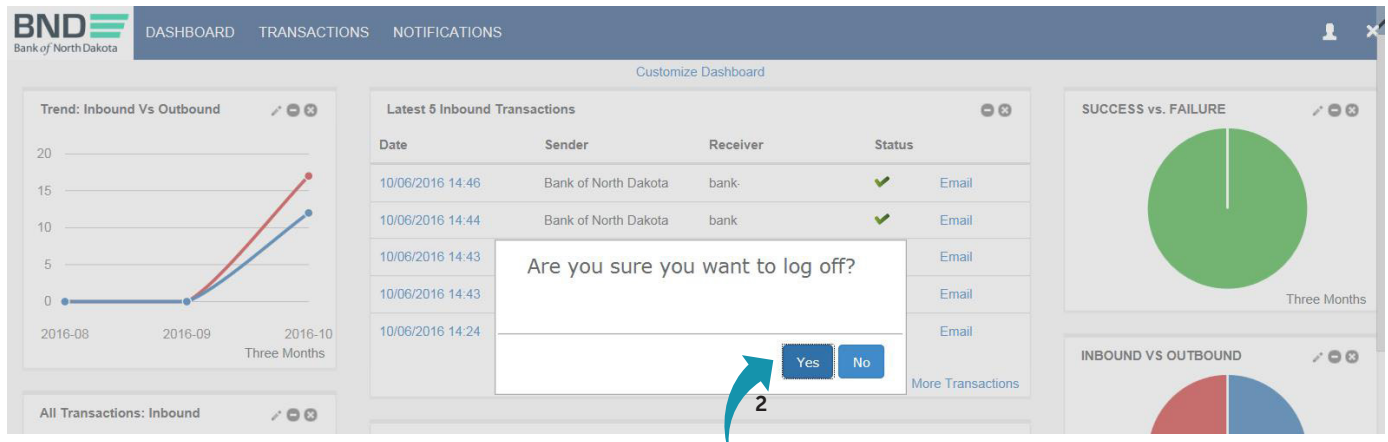 BND
Bank of North Dakota
DASHBOARD TRANSACTIONS NOTIFICATIONS
Customize Dashboard
Trend: Inbound Vs Outbound
20
15
10
5
0
2016-08 2016-09 2016-10
Three Months
All Transactions: Inbound
Latest 5 Inbound Transactions
Date Sender Receiver Status
10/06/2016 14:46 Bank of North Dakota bank- Email
10/06/2016 14:44 Bank of North Dakota bank Email
10/06/2016 14:43 Email
10/06/2016 14:43 Email
10/06/2016 14:24 Email
More Transactions
Are you sure you want to log off?
Yes No
2
SUCCESS vs. FAILURE
Three Months
INBOUND VS OUTBOUND